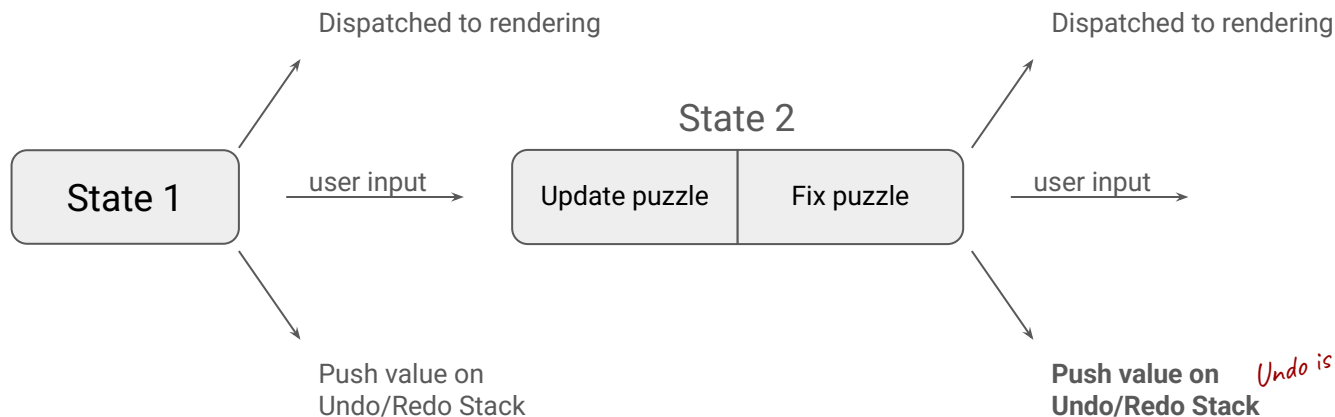 Dispatched to rendering
Dispatched to rendering
State 2
State 1
user input
Update puzzle
Fix puzzle
user input
Push value on
Undo/Redo Stack
Push value on
Undo/Redo Stack
Undo is